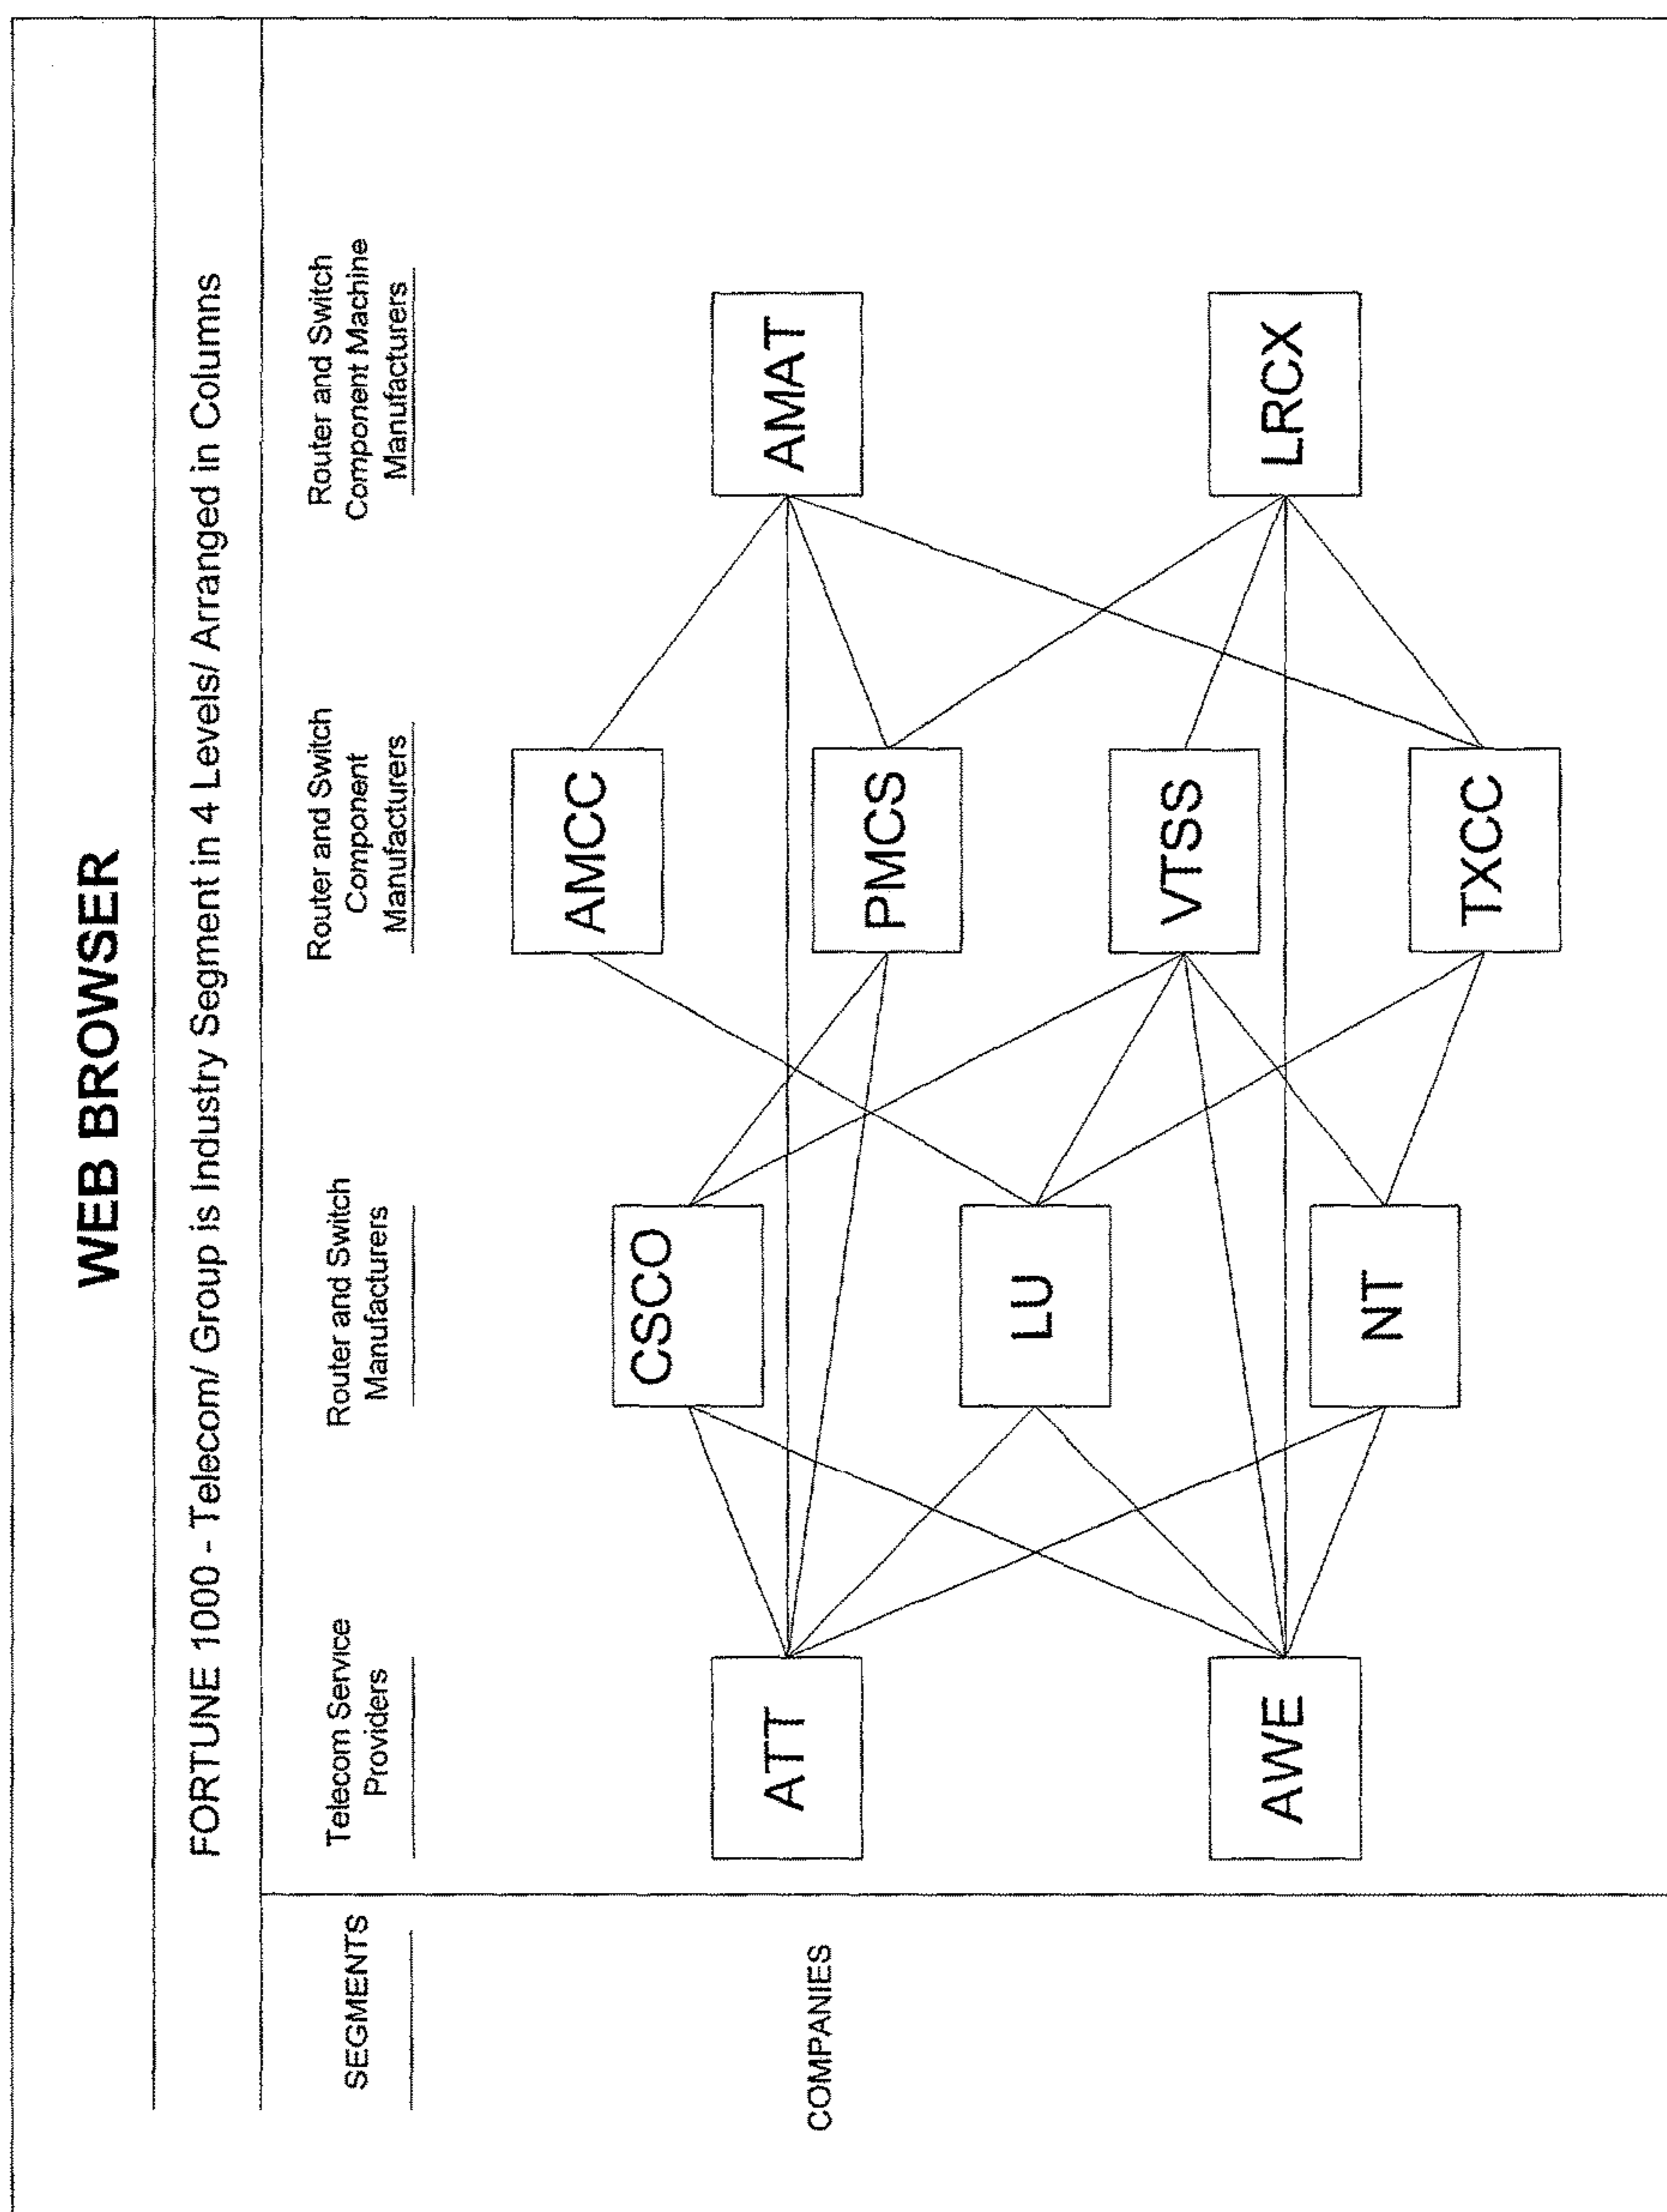 WEB BROWSER
FORTUNE 1000 - Telecom/ Group is Industry Segment in 4 Levels/ Arranged in Columns
SEGMENTS
Telecom Service
Providers
Router and Switch
Manufacturers
Router and Switch
Component
Manufacturers
Router and Switch
Component Machine
Manufacturers
COMPANIES
ATT
AWE
CSCO
LU
NT
AMCC
PMCS
VTSS
TXCC
AMAT
LRCX